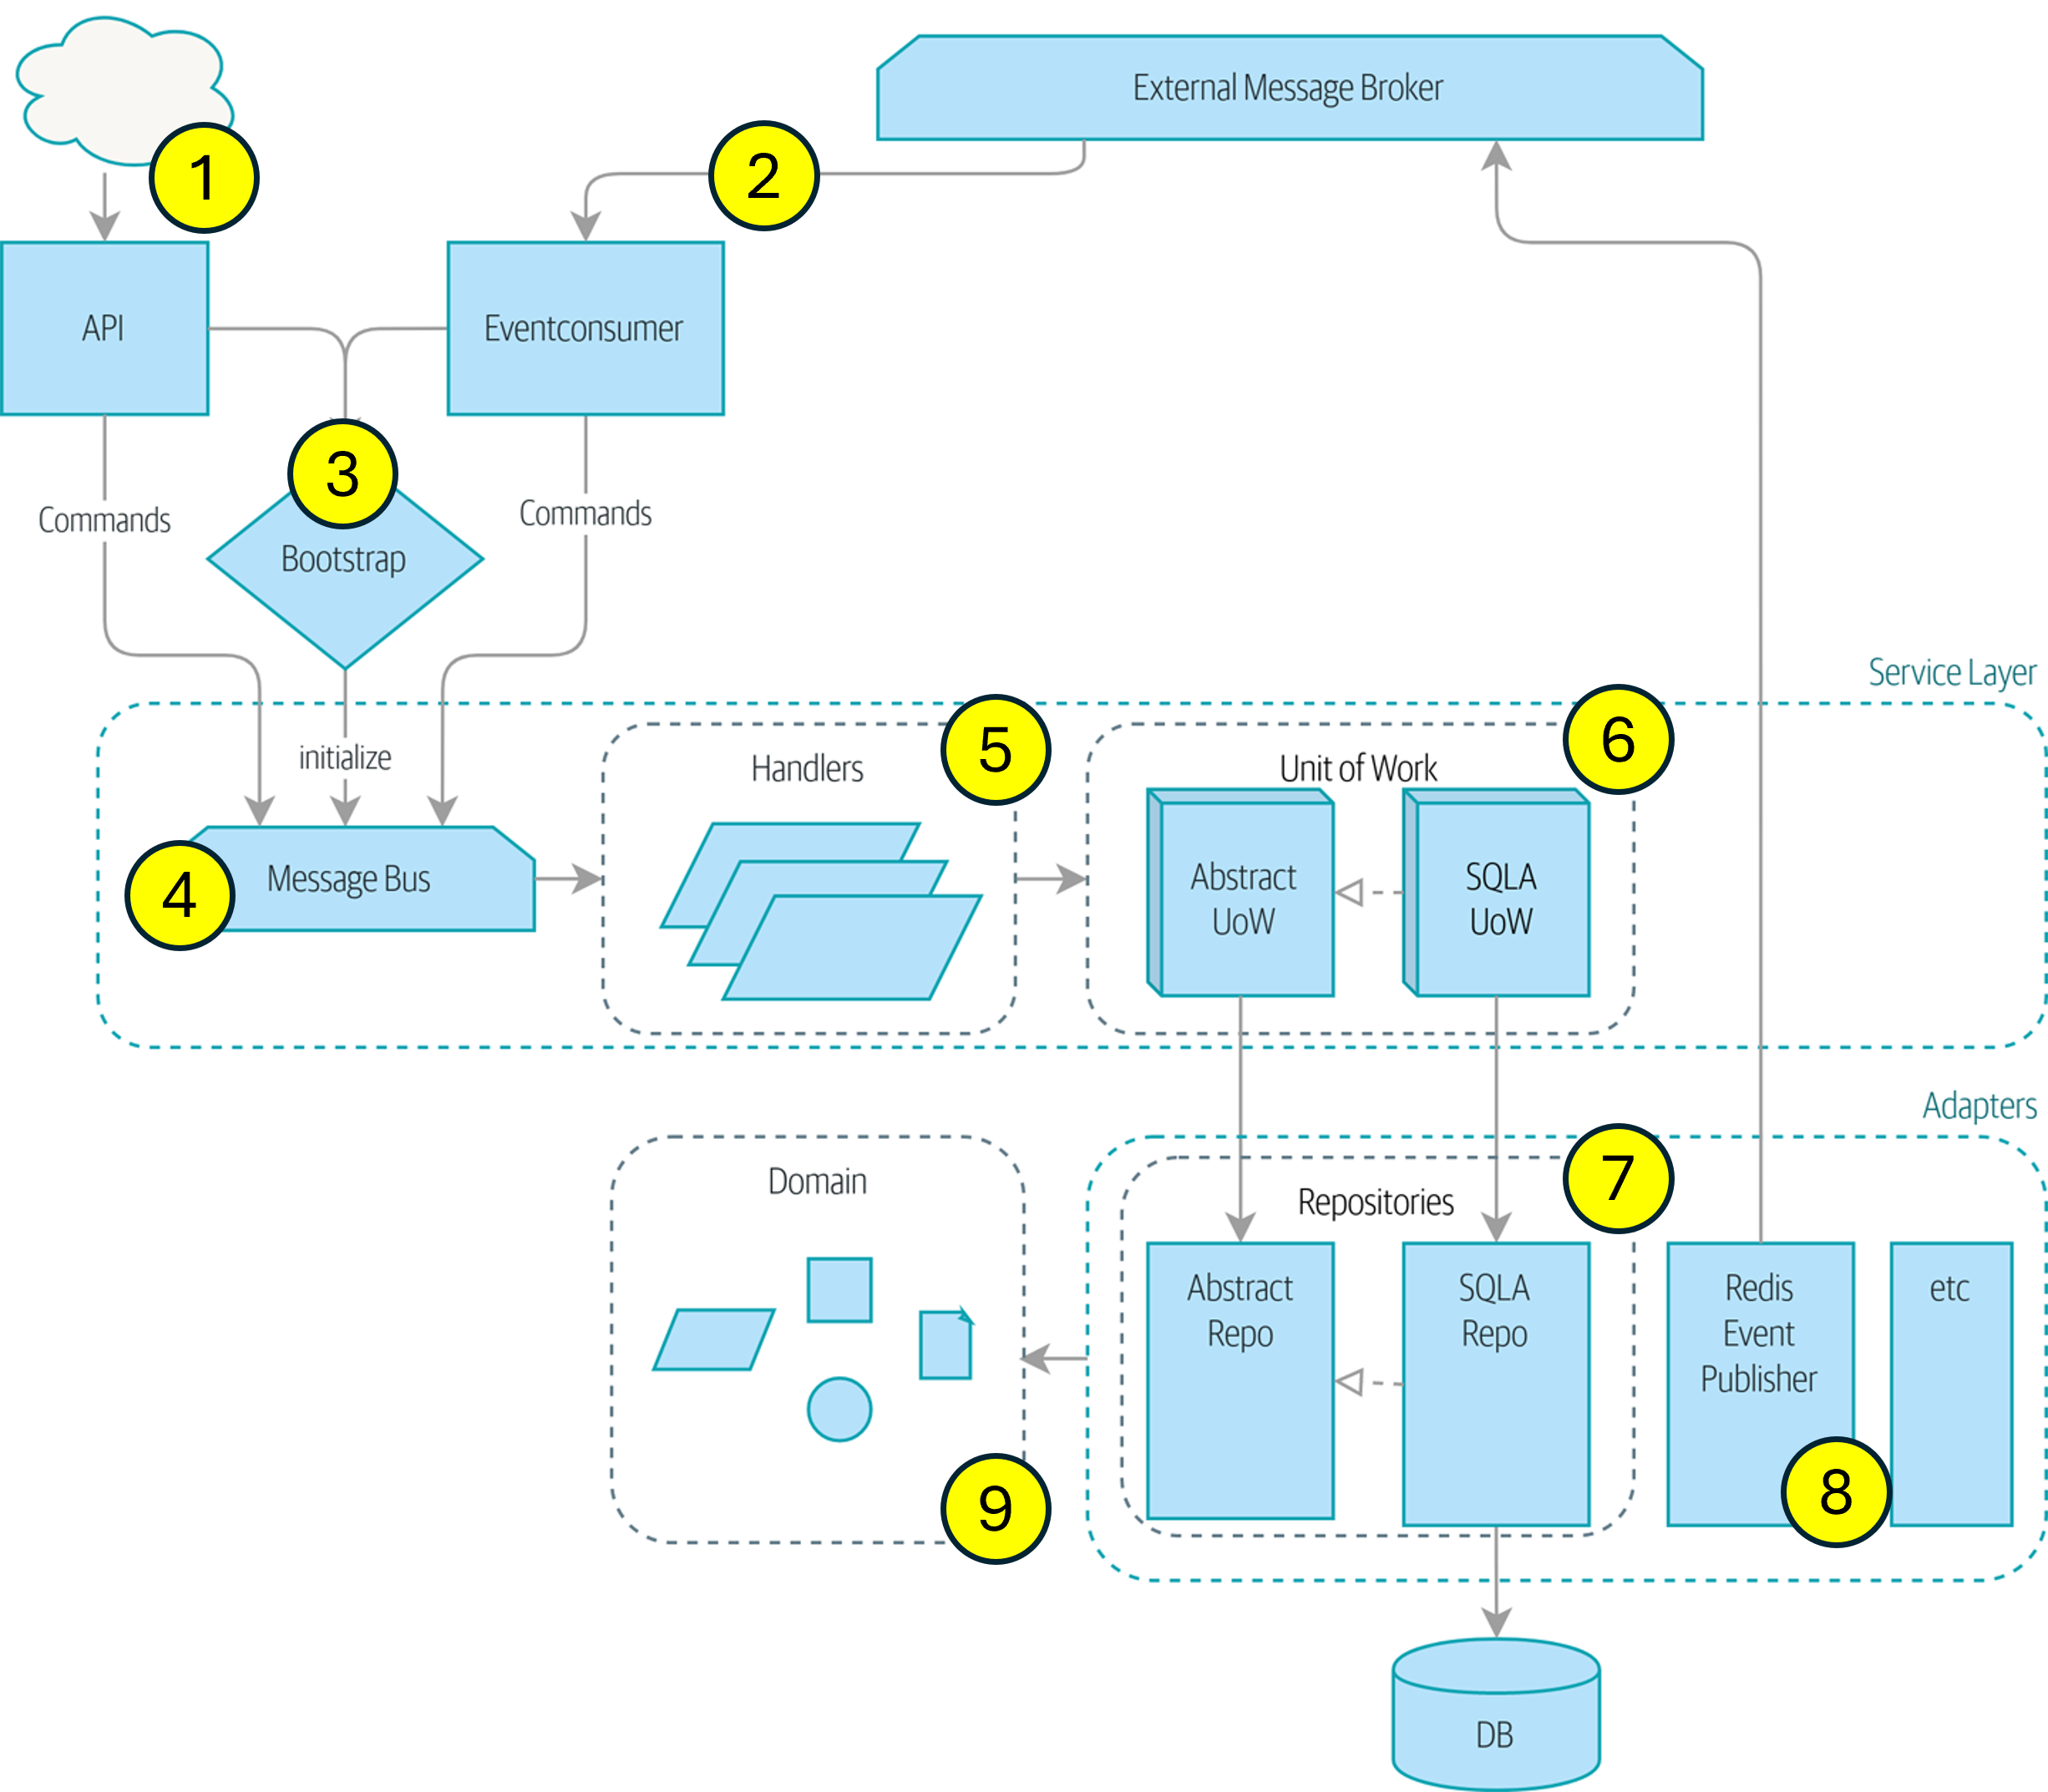 External Message Broker
1
2
API
Eventconsumer
3
Commands
Commands
Bootstrap
Service Layer
initialize
Handlers
5
Unit of Work
6
4
Message Bus
Abstract
UoW
SQLA
UoW
Adapters
Domain
Repositories
7
Abstract
Repo
SQLA
Repo
Redis
Event
Publisher
etc
8
9
DB